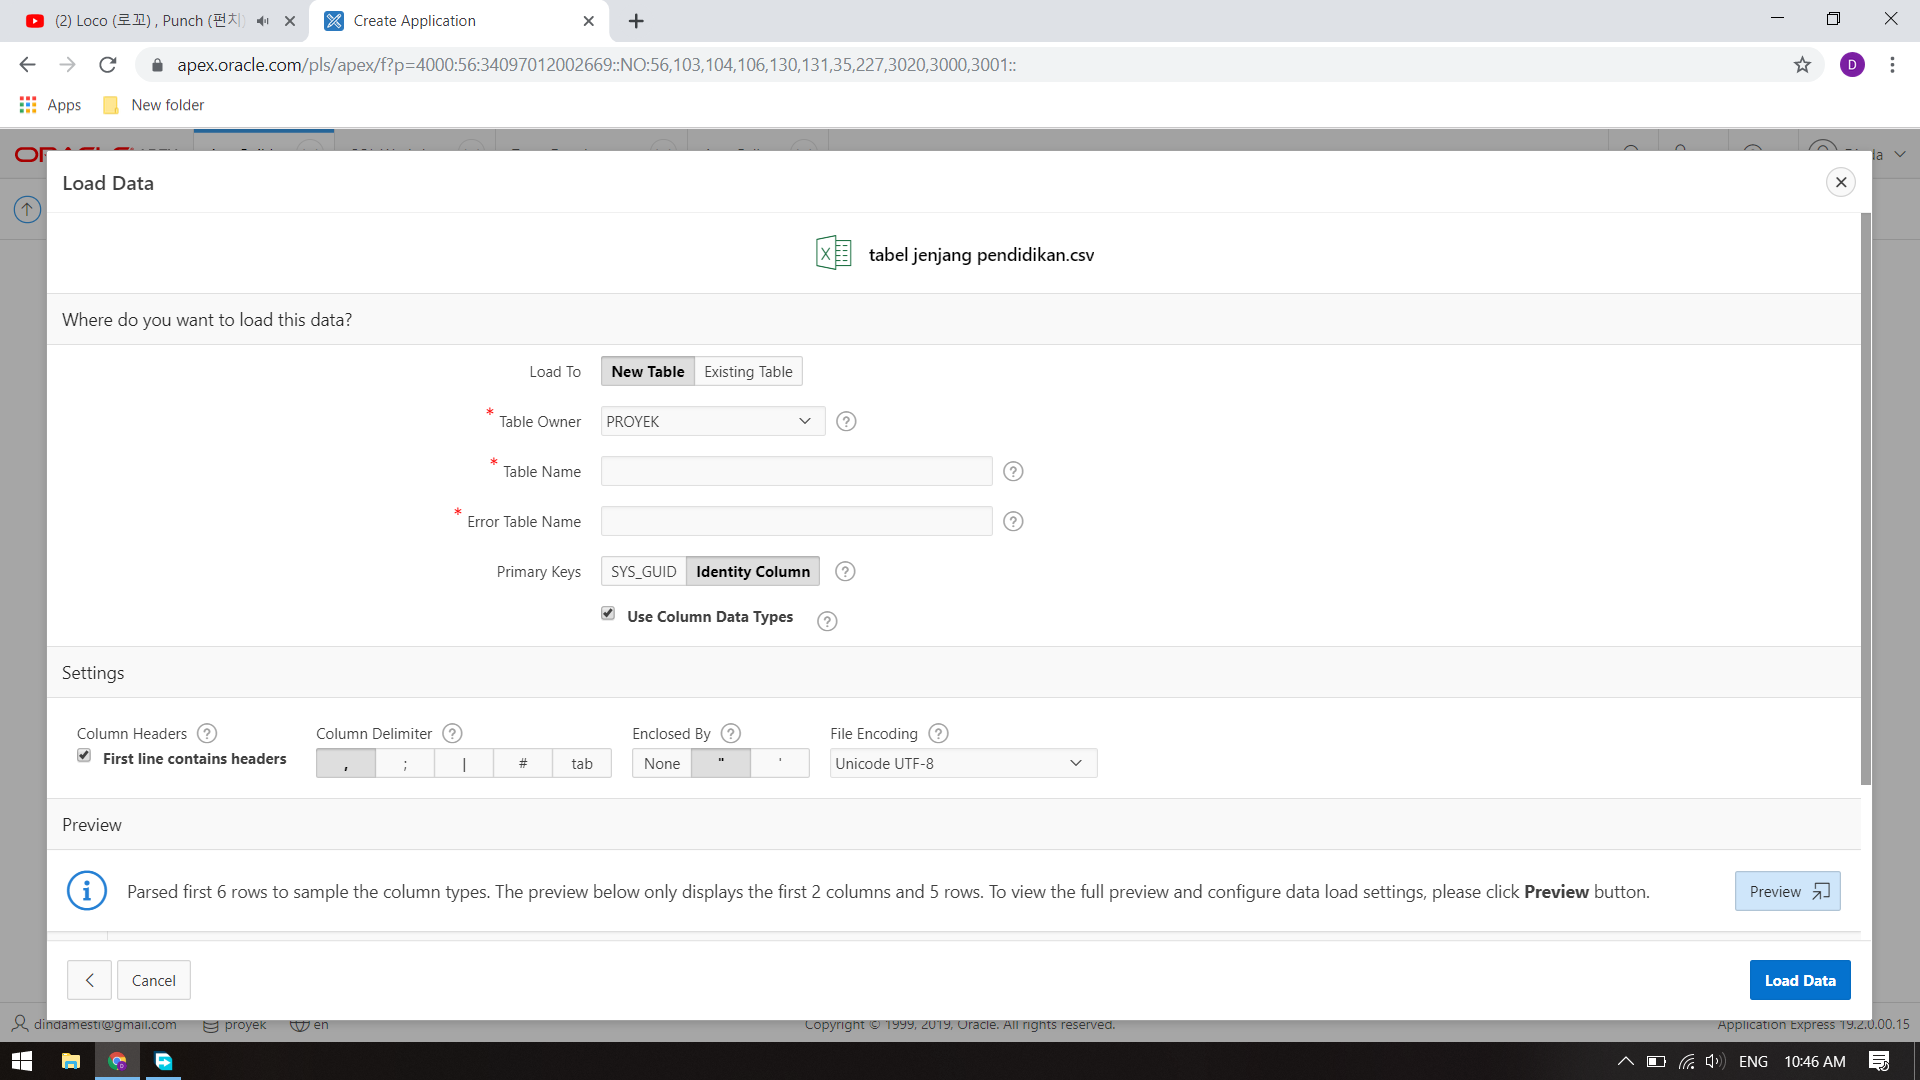 (2) Loco (로꼬) , Punch (펀치)
Create Application
apex.oracle.com/pls/apex/f?p=4000:56:34097012002669::NO:56,103,104,106,130,131,35,227,3020,3000,3001::
D
Apps
New folder
Load Data
tabel jenjang pendidikan.csv
Where do you want to load this data?
Load To New Table Existing Table
* Table Owner PROYEK ?
* Table Name ?
* Error Table Name ?
Primary Keys SYS_GUID Identity Column ?
Use Column Data Types ?
Settings
Column Headers ? Column Delimiter ? Enclosed By ? File Encoding ?
First line contains headers , ; | # tab None " ' Unicode UTF-8
Preview
Parsed first 6 rows to sample the column types. The preview below only displays the first 2 columns and 5 rows. To view the full preview and configure data load settings, please click Preview button.
Preview
Cancel
Load Data
dindamesti@gmail.com proyek en
Copyright © 1999, 2019, Oracle. All rights reserved.
Application Express 19.2.0.00.15
ENG 10:46 AM